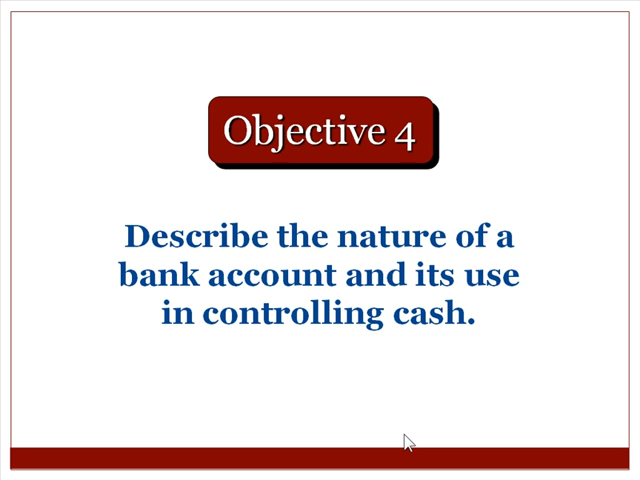 Objective 4
Describe the nature of a
bank account and its use
in controlling cash.